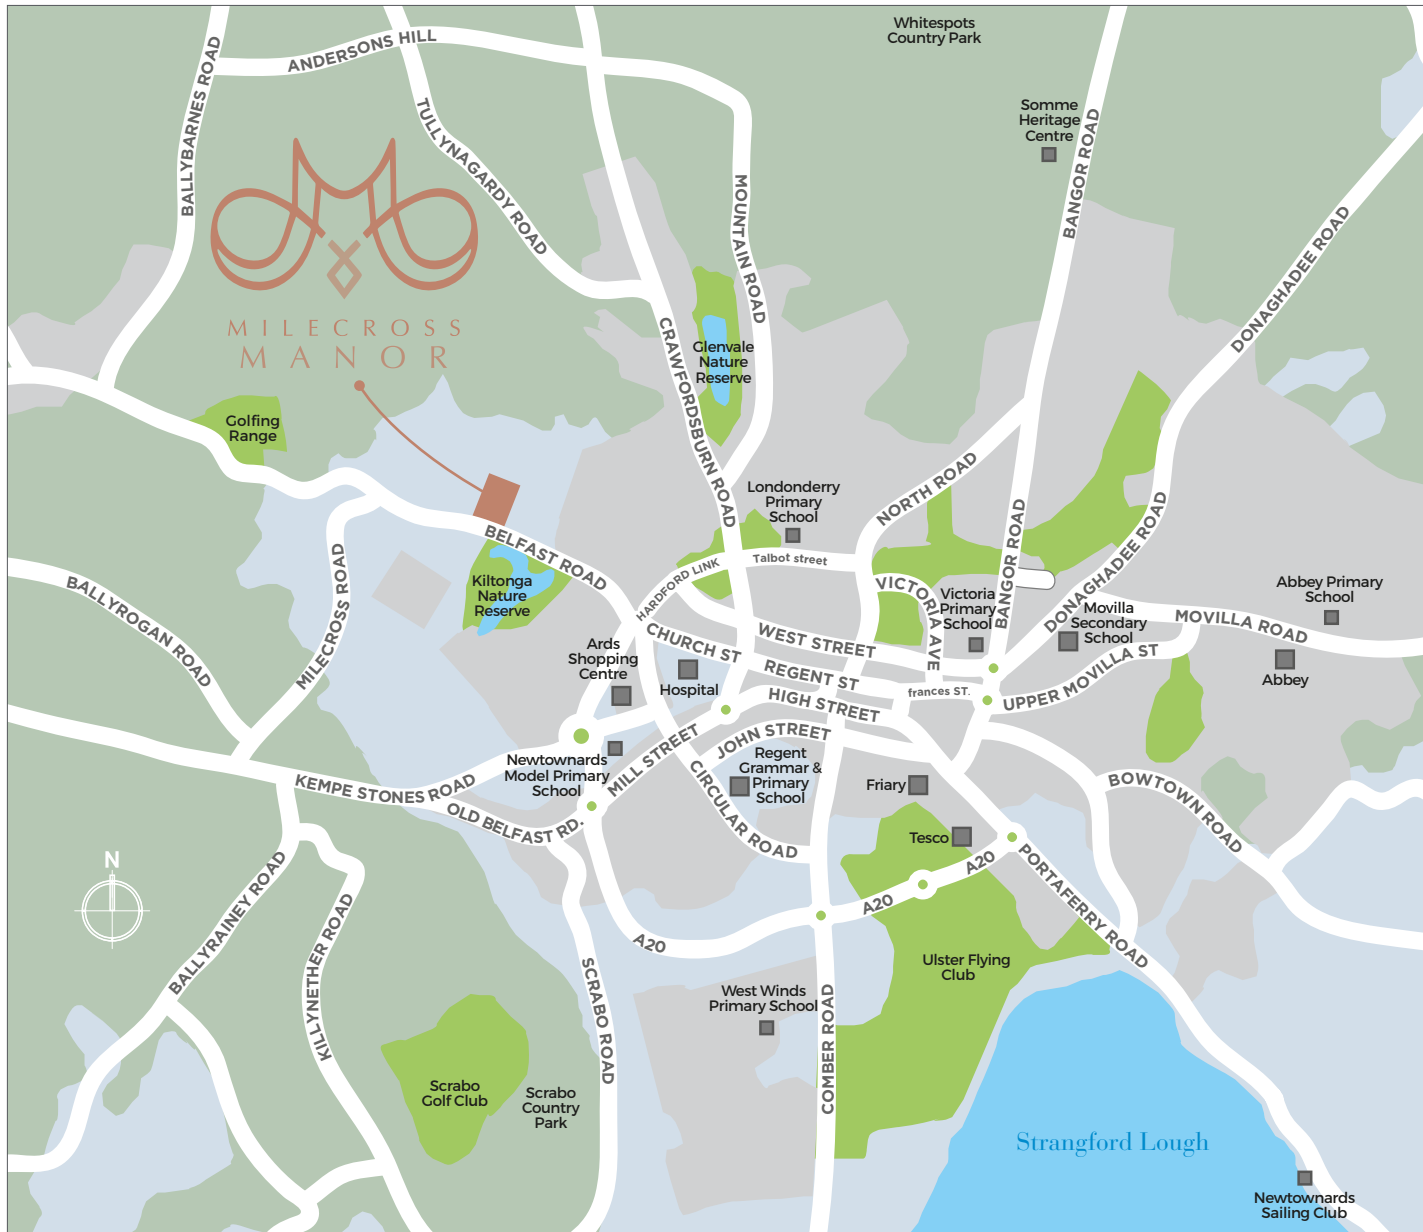 Whitespots
Country Park
ANDERSONS HILL
BALLYBARNES ROAD
TULLYNAGARDY ROAD
Somme
Heritage
Centre
BANGOR ROAD
MOUNTAIN ROAD
DONAGHADEE ROAD
MILECROSS
MANOR
CRAWFORDSBURN ROAD
Glenvale
Nature
Reserve
Golfing
Range
Londonderry
Primary
School
NORTH ROAD
BELFAST ROAD
Kiltonga
Nature
Reserve
MILECROSS ROAD
BALLYROGAN ROAD
HARDFORD LINK
Talbot street
VICTORIA AVE
Victoria
Primary
School
BANGOR ROAD
DONAGHADEE ROAD
Movilla
Secondary
School
Abbey Primary
School
MOVILLA ROAD
Abbey
UPPER MOVILLA ST
CHURCH ST
WEST STREET
REGENT ST
frances ST.
HIGH STREET
Ards
Shopping
Centre
Hospital
JOHN STREET
MILL STREET
Newtownards
Model Primary
School
Regent
Grammar &
Primary
School
CIRCULAR ROAD
Friary
Tesco
BOWTOWN ROAD
KEMPE STONES ROAD
OLD BELFAST RD.
N
BALLYRAINEY ROAD
KILLYNETHER ROAD
A20
A20
A20
PORTAFERRY ROAD
Ulster Flying
Club
SCRABO ROAD
West Winds
Primary School
COMBER ROAD
Scrabo
Golf Club
Scrabo
Country
Park
Strangford Lough
Newtownards
Sailing Club